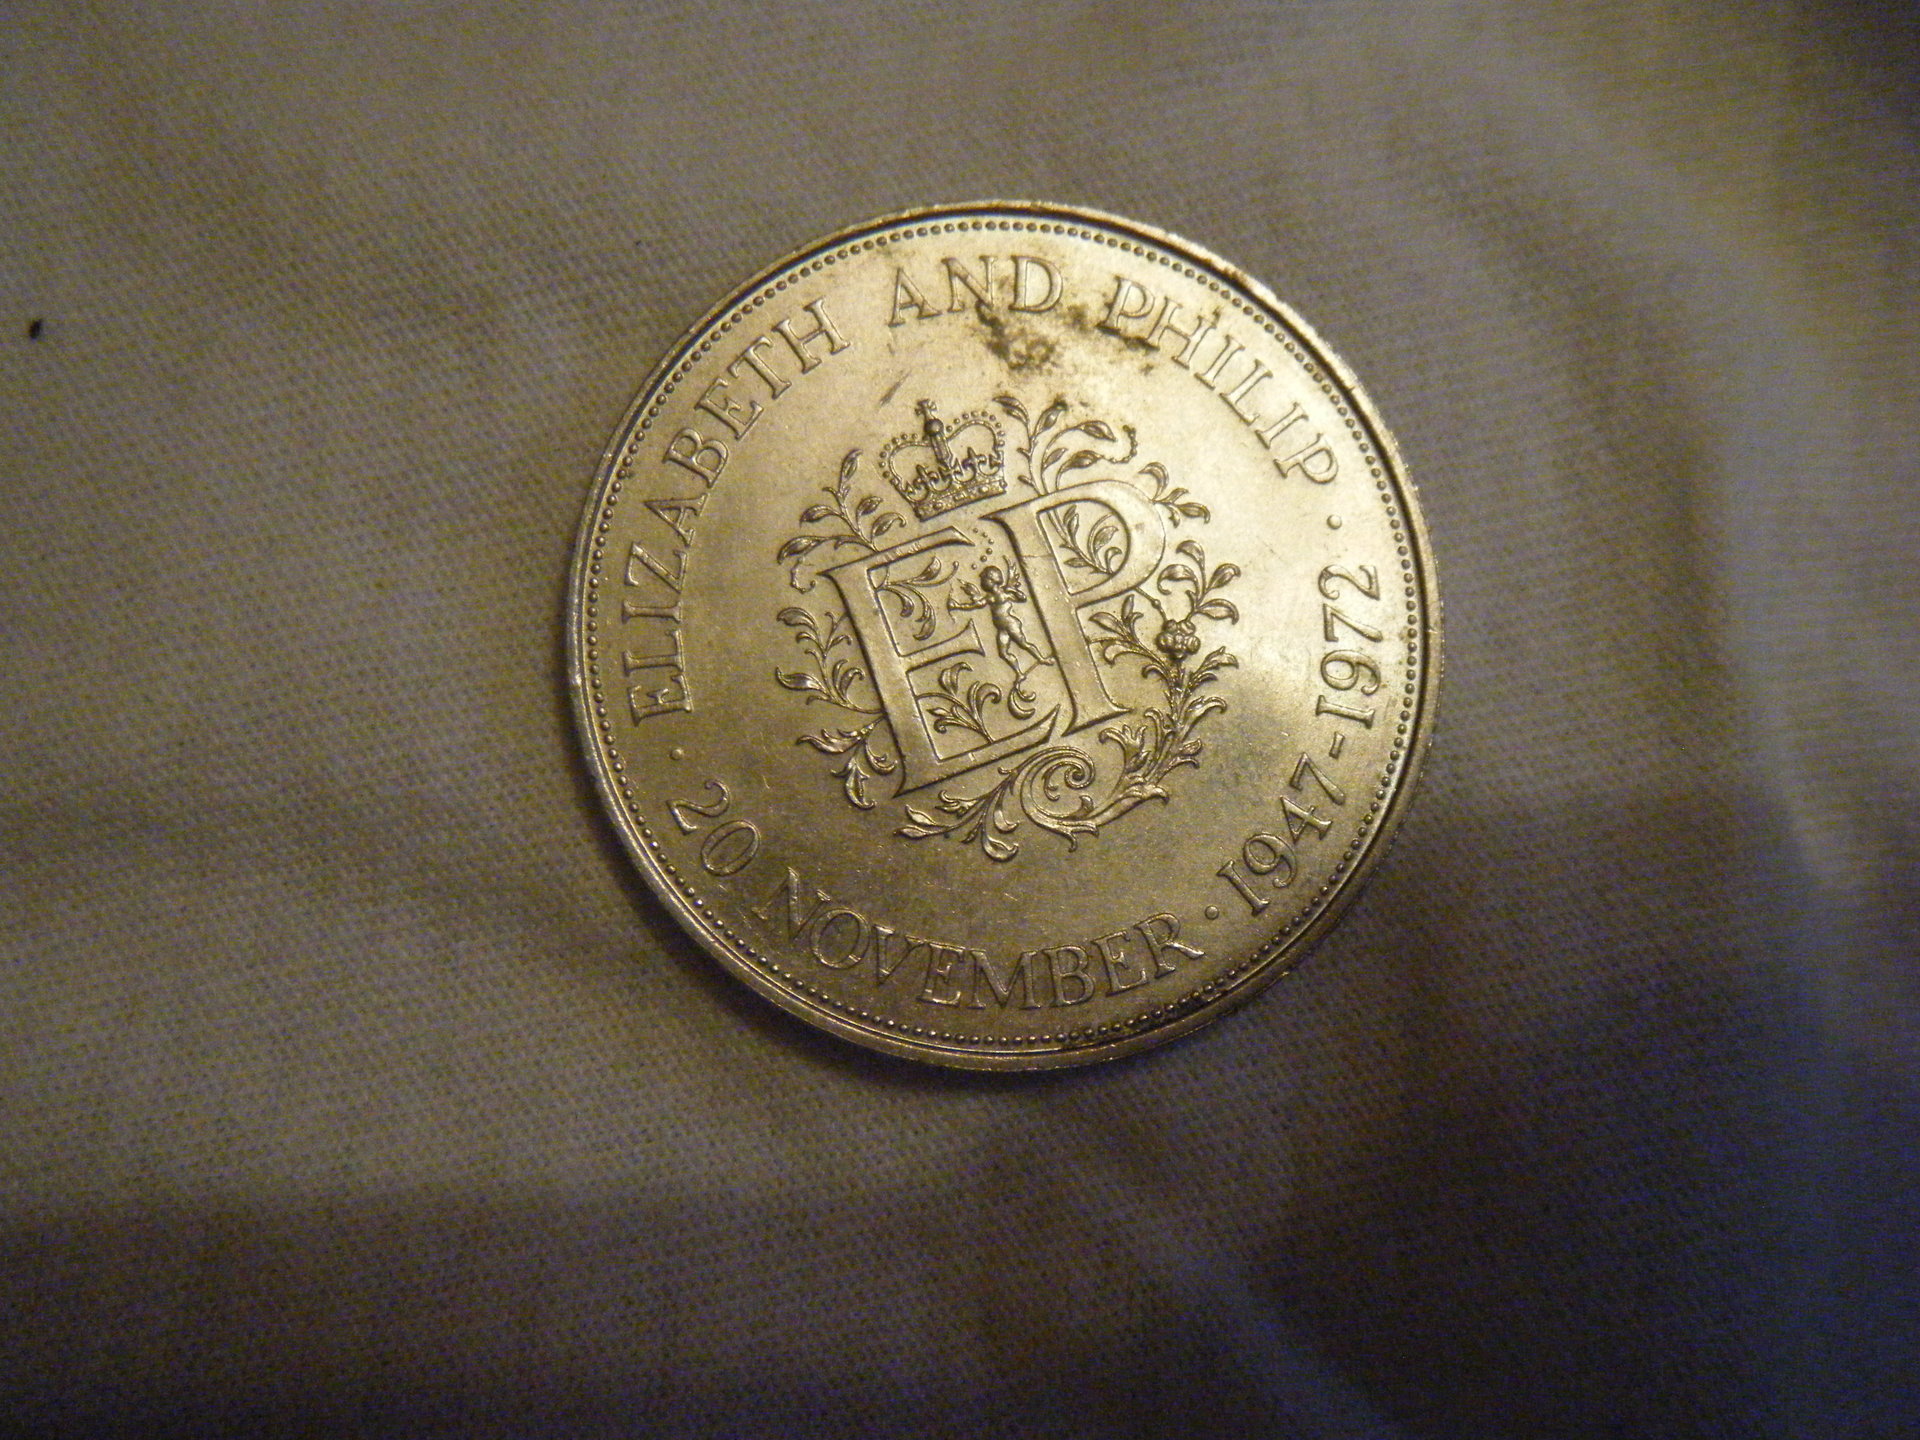 ELIZABETH AND PHILIP
20 NOVEMBER · 1947-1972
EP